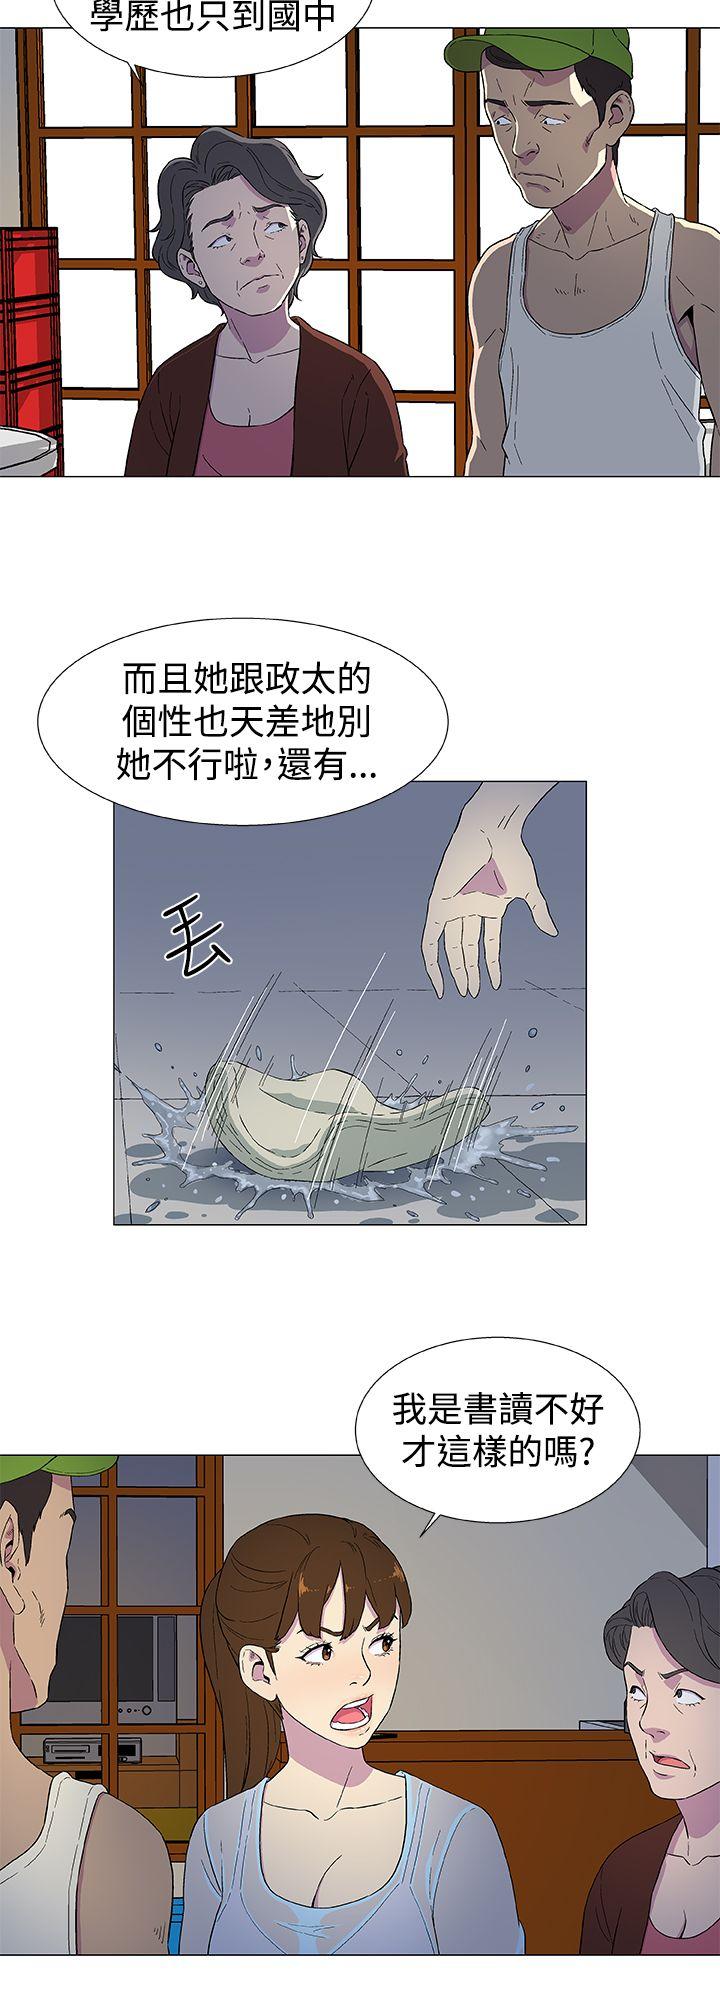 學歷也只到國中
而且她跟政太的
個性也天差地別
她不行啦，還有...
丟
我是書讀不好
才這樣的嗎?